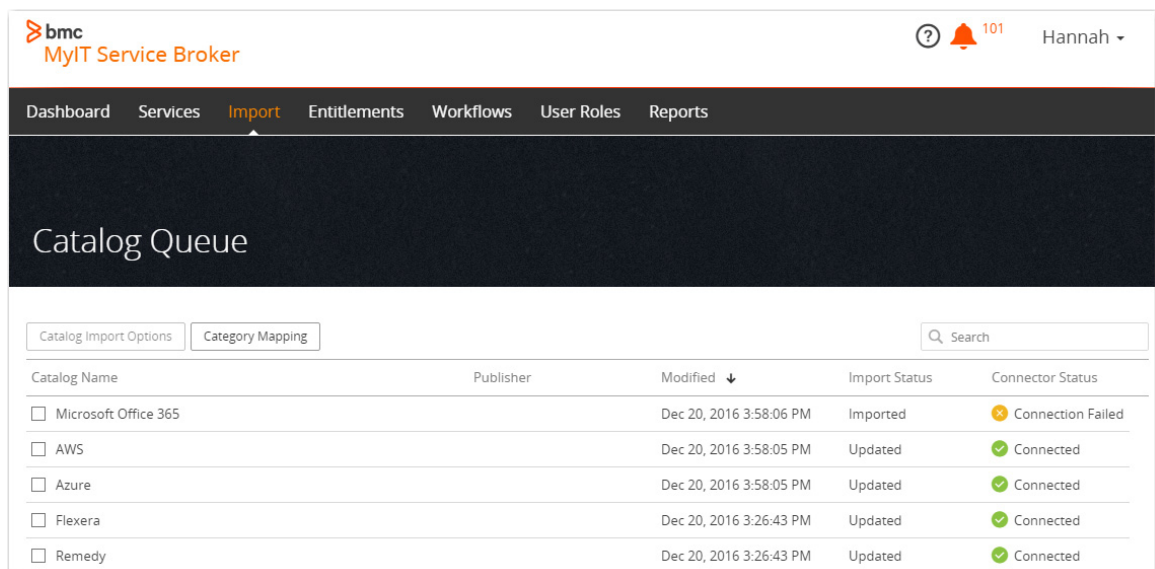 bmc
MyIT Service Broker
101
Hannah
Dashboard Services Import Entitlements Workflows User Roles Reports
Catalog Queue
Catalog Import Options Category Mapping Search
Catalog Name Publisher Modified Import Status Connector Status
Microsoft Office 365 Dec 20, 2016 3:58:06 PM Imported Connection Failed
AWS Dec 20, 2016 3:58:05 PM Updated Connected
Azure Dec 20, 2016 3:58:05 PM Updated Connected
Flexera Dec 20, 2016 3:26:43 PM Updated Connected
Remedy Dec 20, 2016 3:26:43 PM Updated Connected